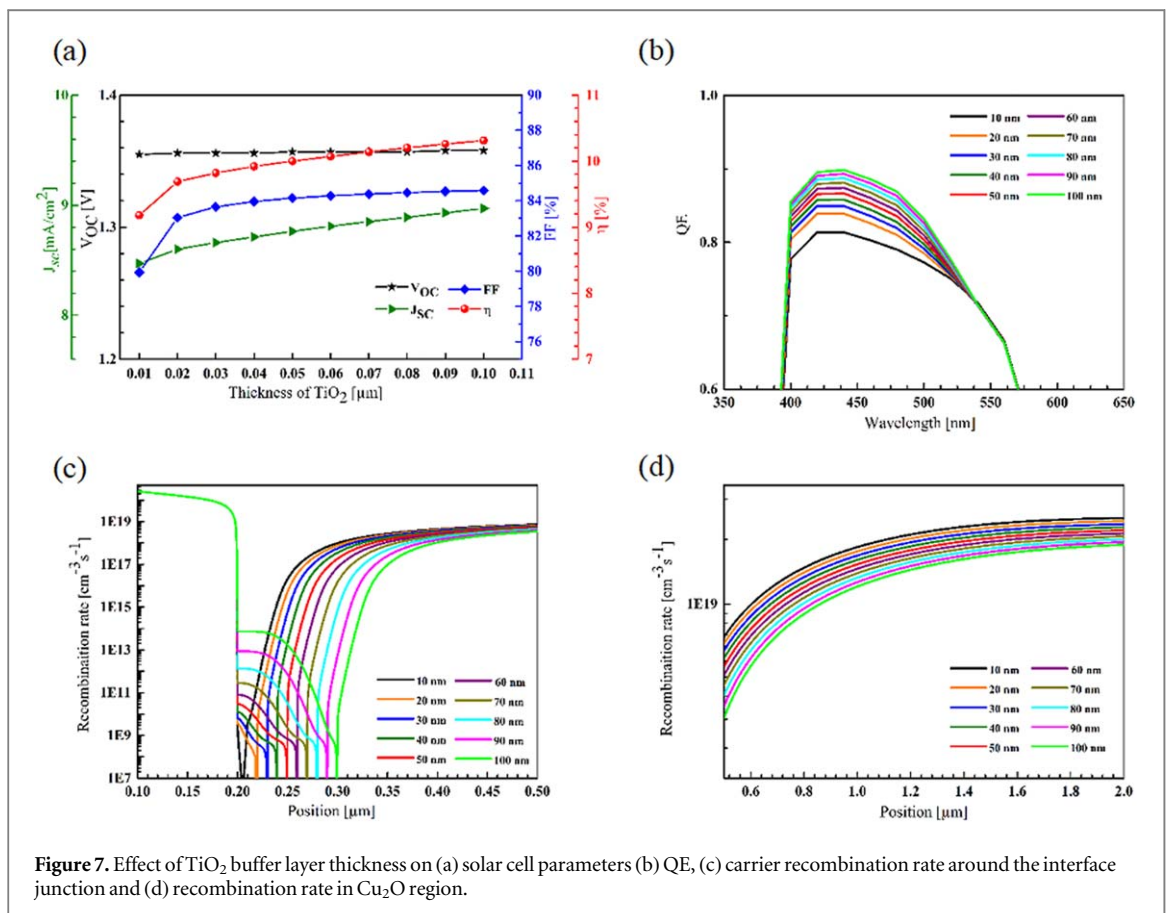 (a)
10
9
8
J_SC [mA/cm²]
1.4
1.3
1.2
V_OC [V]
90
88
86
84
82
80
78
76
FF [%]
11
10
9
8
7
η [%]
V_OC
FF
J_SC
η
0.01 0.02 0.03 0.04 0.05 0.06 0.07 0.08 0.09 0.10 0.11
Thickness of TiO₂ [µm]
(b)
1.0
0.9
0.8
0.7
0.6
QE
10 nm
60 nm
20 nm
70 nm
30 nm
80 nm
40 nm
90 nm
50 nm
100 nm
350 400 450 500 550 600 650
Wavelength [nm]
(c)
1E19
1E17
1E15
1E13
1E11
1E9
1E7
Recombination rate [cm⁻³s⁻¹]
10 nm
60 nm
20 nm
70 nm
30 nm
80 nm
40 nm
90 nm
50 nm
100 nm
0.10 0.15 0.20 0.25 0.30 0.35 0.40 0.45 0.50
Position [µm]
(d)
1E19
Recombination rate [cm⁻³s⁻¹]
10 nm
60 nm
20 nm
70 nm
30 nm
80 nm
40 nm
90 nm
50 nm
100 nm
0.6 0.8 1.0 1.2 1.4 1.6 1.8 2.0
Position [µm]
Figure 7. Effect of TiO₂ buffer layer thickness on (a) solar cell parameters (b) QE, (c) carrier recombination rate around the interface
junction and (d) recombination rate in Cu₂O region.